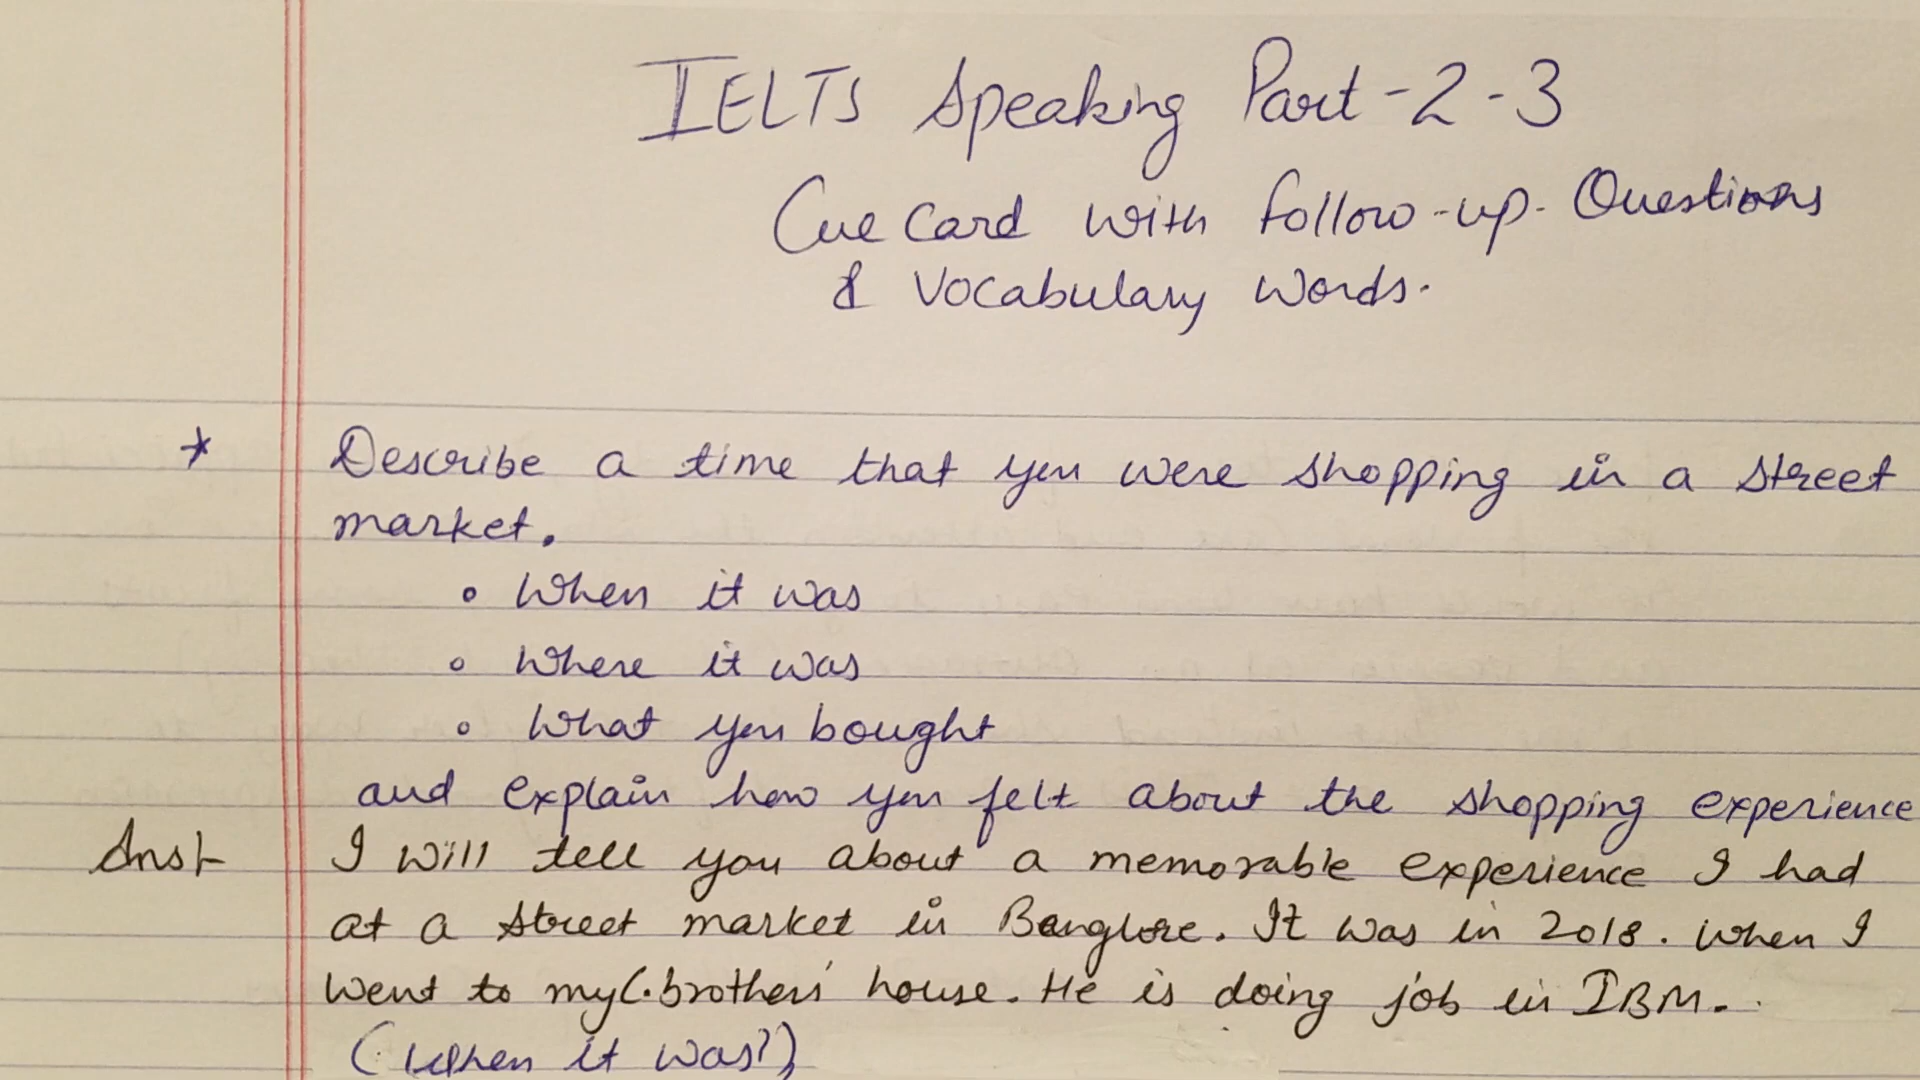 IELTS Speaking Part-2-3
Cue Card with follow-up. Questions
& Vocabulary words.
* Describe a time that you were shopping in a street
market.
◦ When it was
◦ Where it was
◦ What you bought
and explain how you felt about the shopping experience
Ans+ I will tell you about a memorable experience I had
at a street market in Banglore. It was in 2018. when I
went to my C. brothers' house. He is doing job in IBM.
(When it was?)